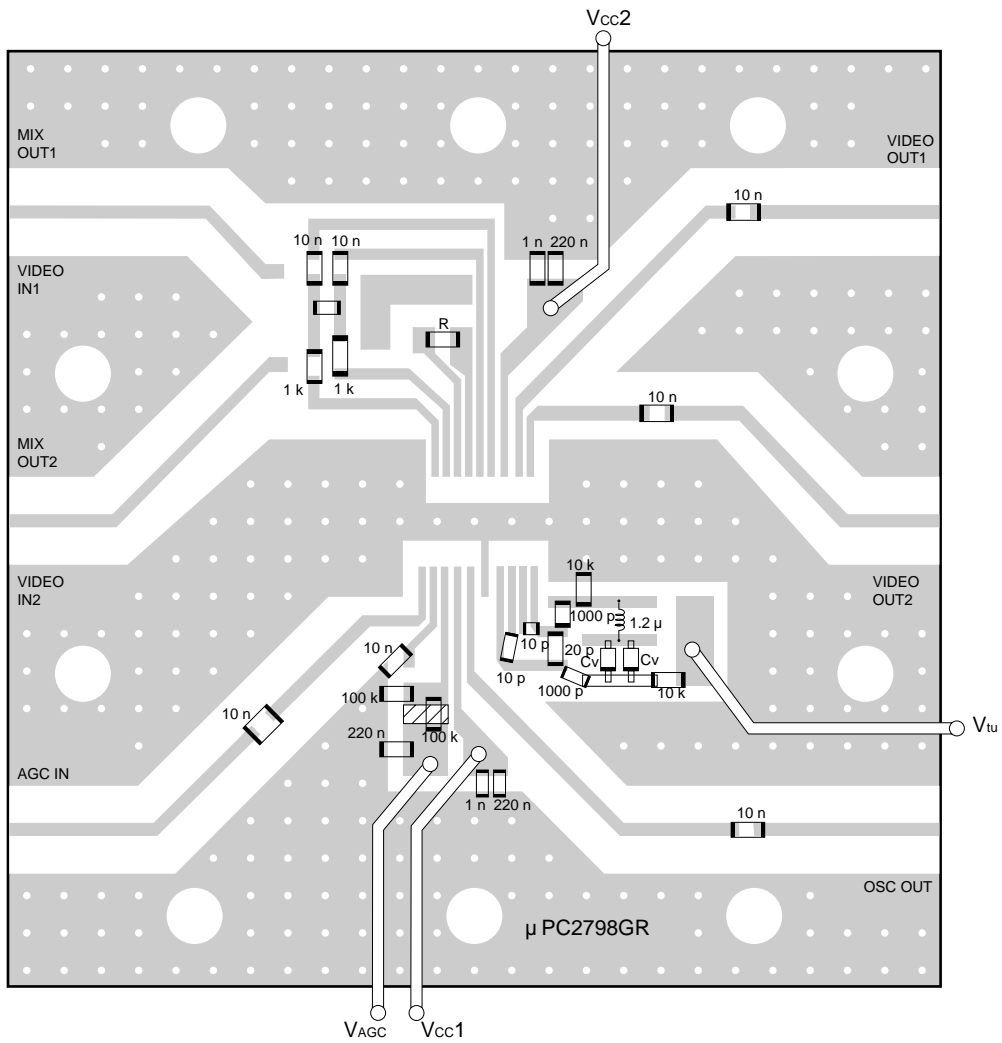 VCC2
MIX
OUT1
VIDEO
OUT1
10 n
10 n 10 n
1 n 220 n
VIDEO
IN1
R
1 k 1 k
10 n
MIX
OUT2
VIDEO
IN2
VIDEO
OUT2
10 k
1000 p
1.2 µ
10 p
20 p
10 n
Cv Cv
10 p
1000 p
10 k
100 k
10 n
100 k
220 n
Vtu
AGC IN
1 n 220 n
10 n
OSC OUT
µ PC2798GR
VAGC VCC1